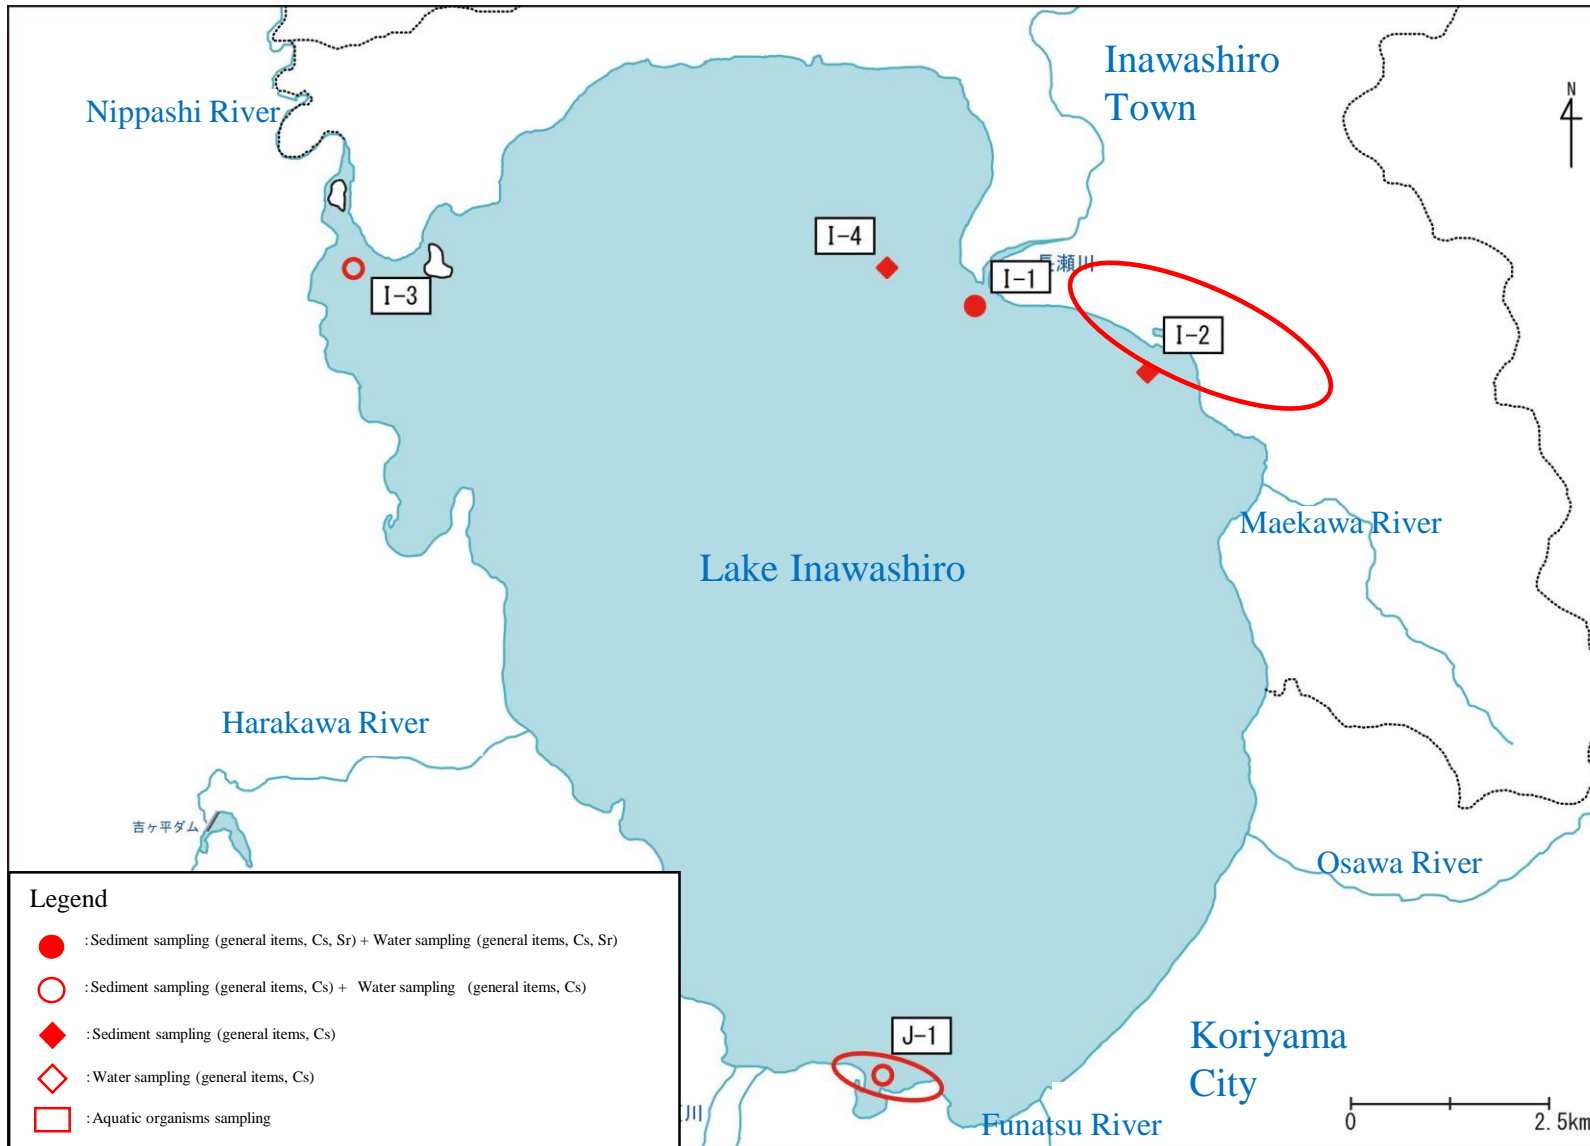 Inawashiro
Town
N
Nippashi River
I-4
長瀬川
I-1
I-3
I-2
Maekawa River
Lake Inawashiro
Harakawa River
吉ヶ平ダム
Osawa River
Legend
:Sediment sampling (general items, Cs, Sr) + Water sampling (general items, Cs, Sr)
:Sediment sampling (general items, Cs) + Water sampling (general items, Cs)
:Sediment sampling (general items, Cs)
:Water sampling (general items, Cs)
:Aquatic organisms sampling
J-1
Koriyama
City
川
Funatsu River
0
2.5km